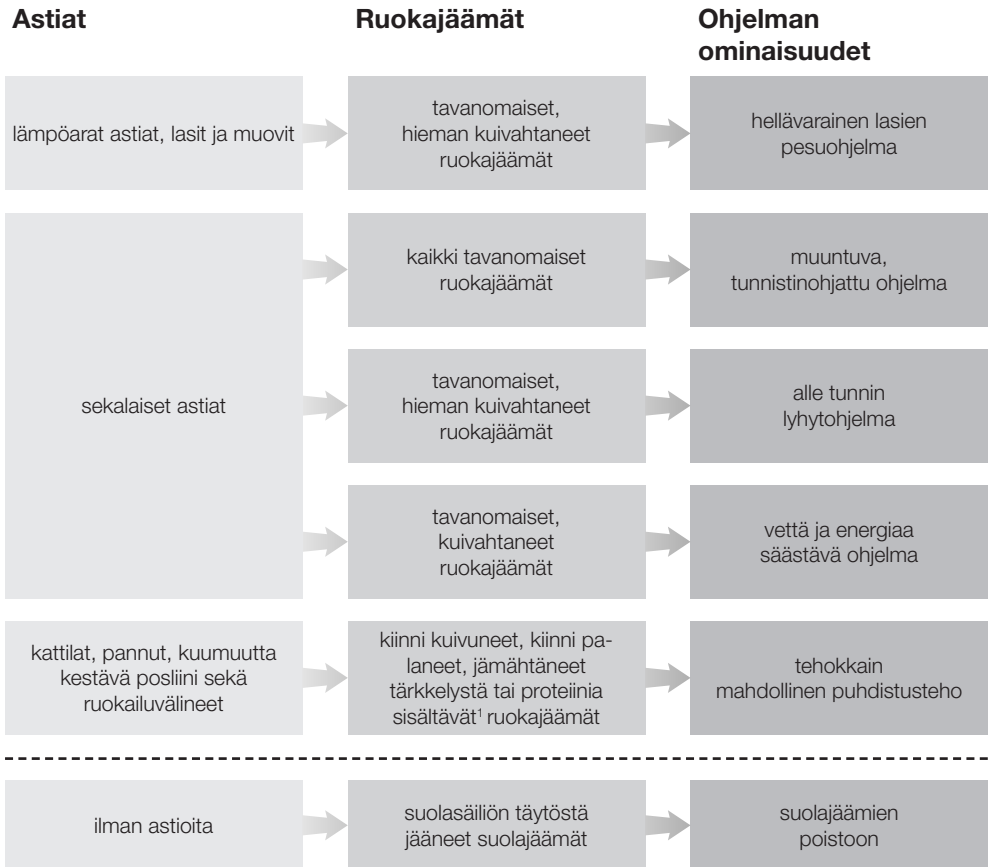 Astiat
Ruokajäämät
Ohjelman
ominaisuudet
lämpöarat astiat, lasit ja muovit
tavanomaiset,
hieman kuivahtaneet
ruokajäämät
hellävarainen lasien
pesuohjelma
sekalaiset astiat
kaikki tavanomaiset
ruokajäämät
muuntuva,
tunnistinohjattu ohjelma
tavanomaiset,
hieman kuivahtaneet
ruokajäämät
alle tunnin
lyhytohjelma
tavanomaiset,
kuivahtaneet
ruokajäämät
vettä ja energiaa
säästävä ohjelma
kattilat, pannut, kuumuutta
kestävä posliini sekä
ruokailuvälineet
kiinni kuivuneet, kiinni pa-
laneet, jämähtäneet
tärkkelystä tai proteiinia
sisältävät¹ ruokajäämät
tehokkain
mahdollinen puhdistusteho
ilman astioita
suolasäiliön täytöstä
jääneet suolajäämät
suolajäämien
poistoon